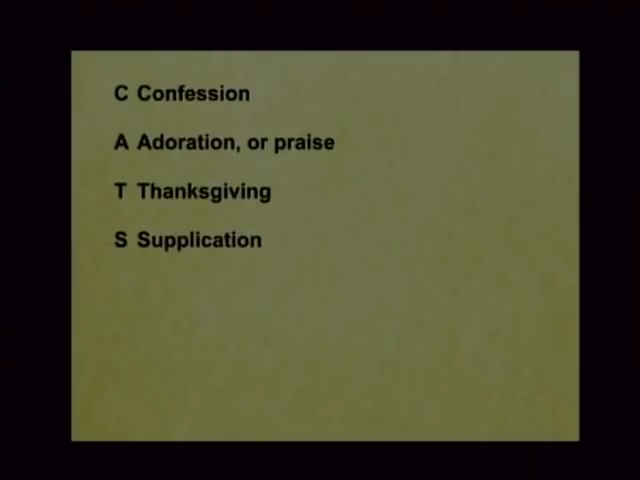 C Confession
A Adoration, or praise
T Thanksgiving
S Supplication